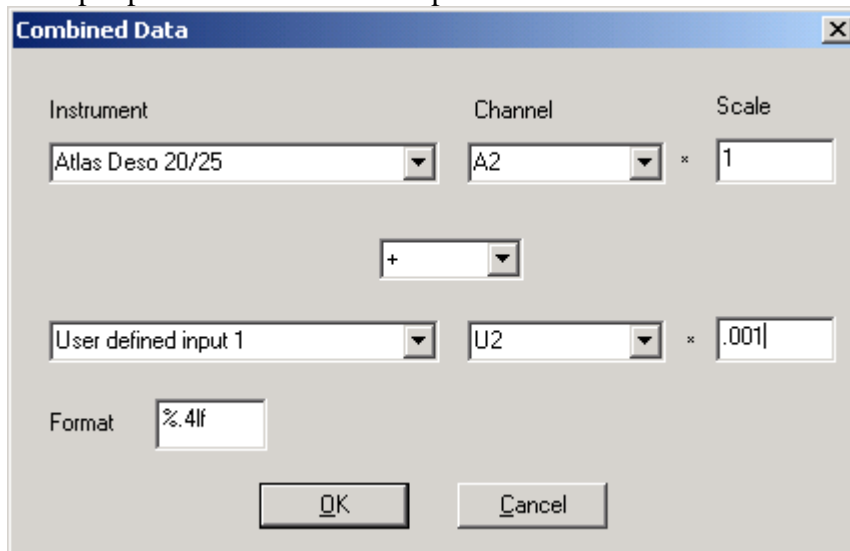 Combined Data
Instrument Channel Scale
Atlas Deso 20/25 A2 × 1
+
User defined input 1 U2 × .001
Format %.4lf
OK Cancel